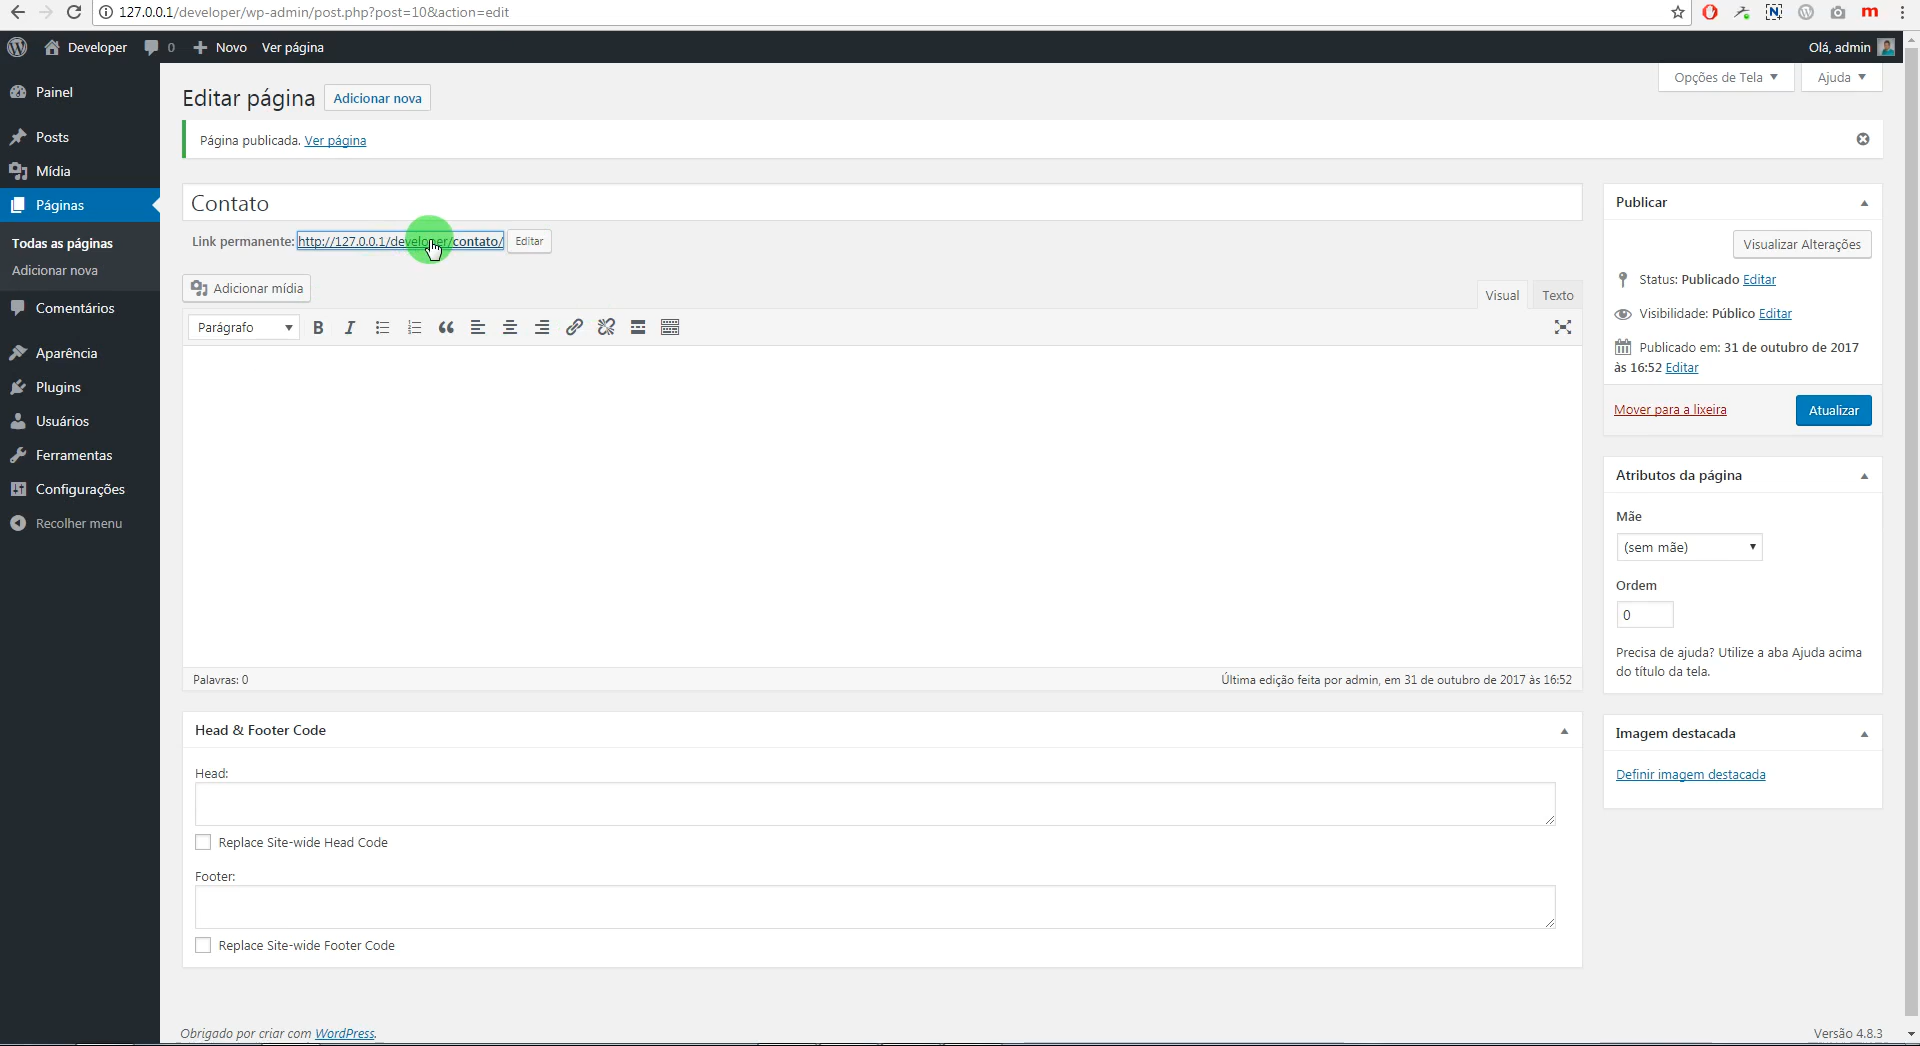 127.0.0.1/developer/wp-admin/post.php?post=10&action=edit
Developer 0 Novo Ver página Olá, admin
Opções de Tela Ajuda
Painel
Posts
Mídia
Páginas
Todas as páginas
Adicionar nova
Comentários
Aparência
Plugins
Usuários
Ferramentas
Configurações
Recolher menu
Editar página Adicionar nova
Página publicada. Ver página
Contato
Link permanente: http://127.0.0.1/developer/contato/ Editar
Adicionar mídia
Visual Texto
Parágrafo
Palavras: 0 Última edição feita por admin, em 31 de outubro de 2017 às 16:52
Head & Footer Code
Head:
Replace Site-wide Head Code
Footer:
Replace Site-wide Footer Code
Publicar
Visualizar Alterações
Status: Publicado Editar
Visibilidade: Público Editar
Publicado em: 31 de outubro de 2017
às 16:52 Editar
Mover para a lixeira Atualizar
Atributos da página
Mãe
(sem mãe)
Ordem
0
Precisa de ajuda? Utilize a aba Ajuda acima
do título da tela.
Imagem destacada
Definir imagem destacada
Obrigado por criar com WordPress. Versão 4.8.3